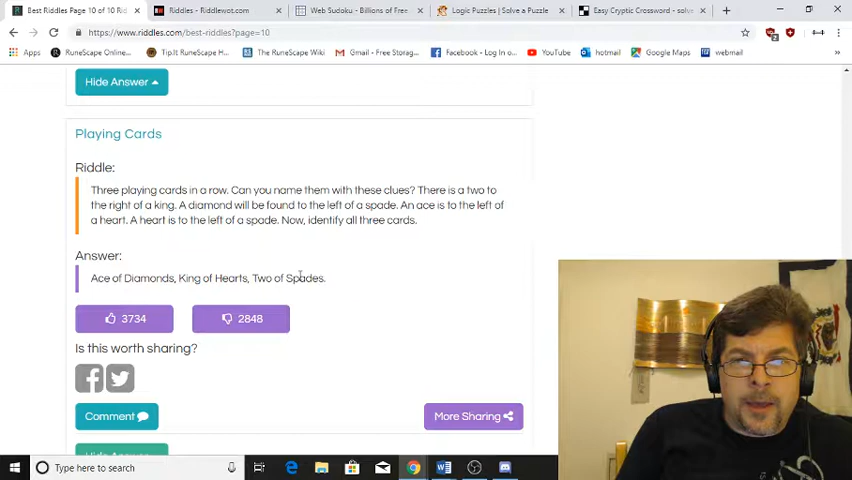 Best Riddles Page 10 of 10 Rid
Riddles - Riddlewot.com
Web Sudoku - Billions of Free
Logic Puzzles | Solve a Puzzle
Easy Cryptic Crossword - solve
https://www.riddles.com/best-riddles?page=10
Apps
RuneScape Online...
Tip.It RuneScape H...
The RuneScape Wiki
Gmail - Free Storag...
Facebook - Log In o...
YouTube
hotmail
Google Maps
webmail
Hide Answer
Playing Cards
Riddle:
Three playing cards in a row. Can you name them with these clues? There is a two to
the right of a king. A diamond will be found to the left of a spade. An ace is to the left of
a heart. A heart is to the left of a spade. Now, identify all three cards.
Answer:
Ace of Diamonds, King of Hearts, Two of Spades.
3734
2848
Is this worth sharing?
Comment
More Sharing
Hide Answer
Type here to search